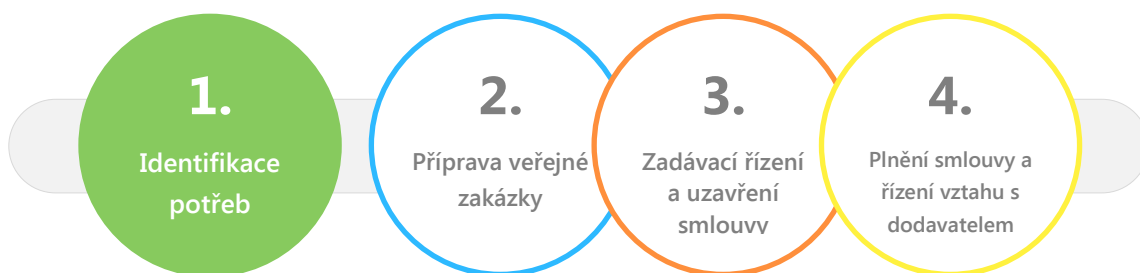 1.
Identifikace
potřeb
2.
Příprava veřejné
zakázky
3.
Zadávací řízení
a uzavření
smlouvy
4.
Plnění smlouvy a
řízení vztahu s
dodavatelem